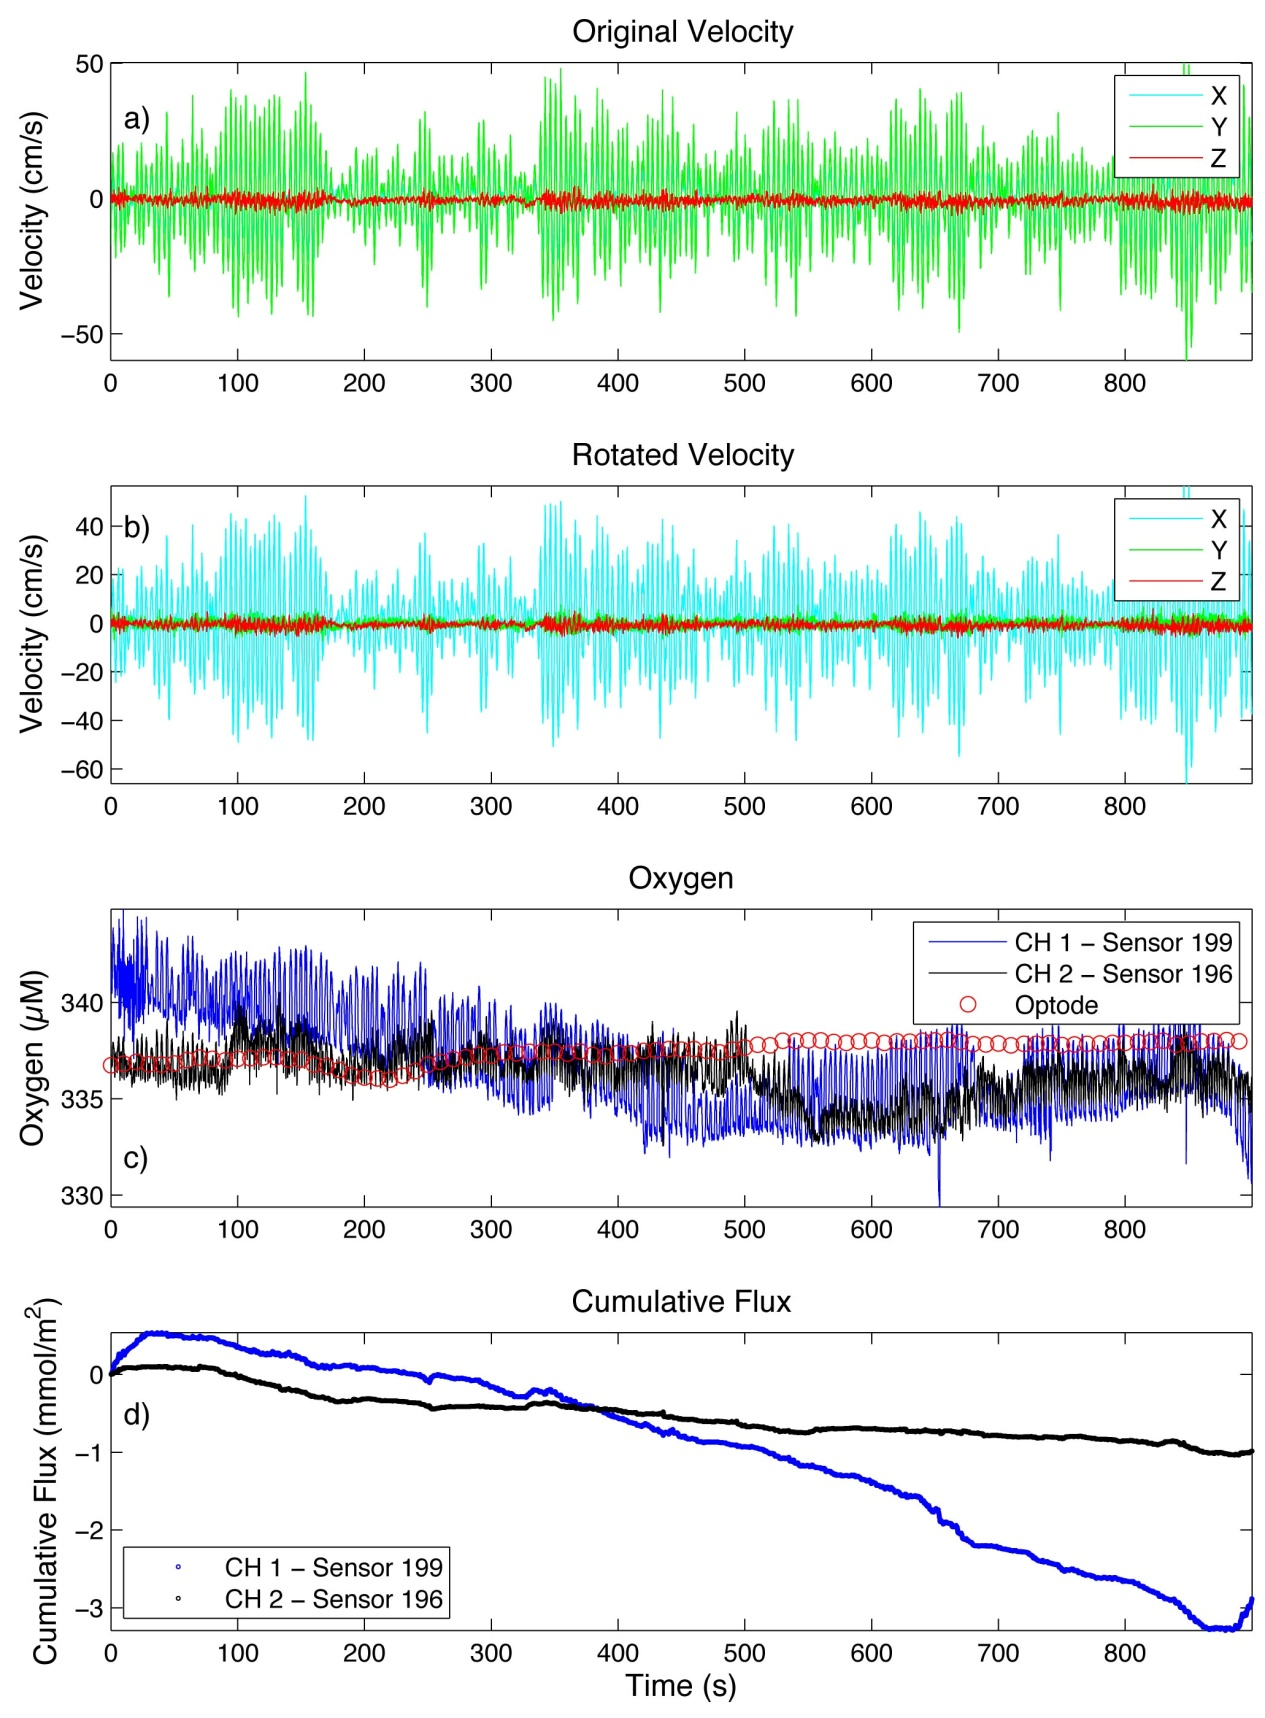 Original Velocity
50
0
−50
Velocity (cm/s)
a)
X
Y
Z
0 100 200 300 400 500 600 700 800
Rotated Velocity
40
20
0
−20
−40
−60
Velocity (cm/s)
b)
X
Y
Z
0 100 200 300 400 500 600 700 800
Oxygen
340
335
330
Oxygen (μM)
c)
CH 1 − Sensor 199
CH 2 − Sensor 196
Optode
0 100 200 300 400 500 600 700 800
Cumulative Flux
0
−1
−2
−3
Cumulative Flux (mmol/m²)
d)
CH 1 − Sensor 199
CH 2 − Sensor 196
0 100 200 300 400 500 600 700 800
Time (s)